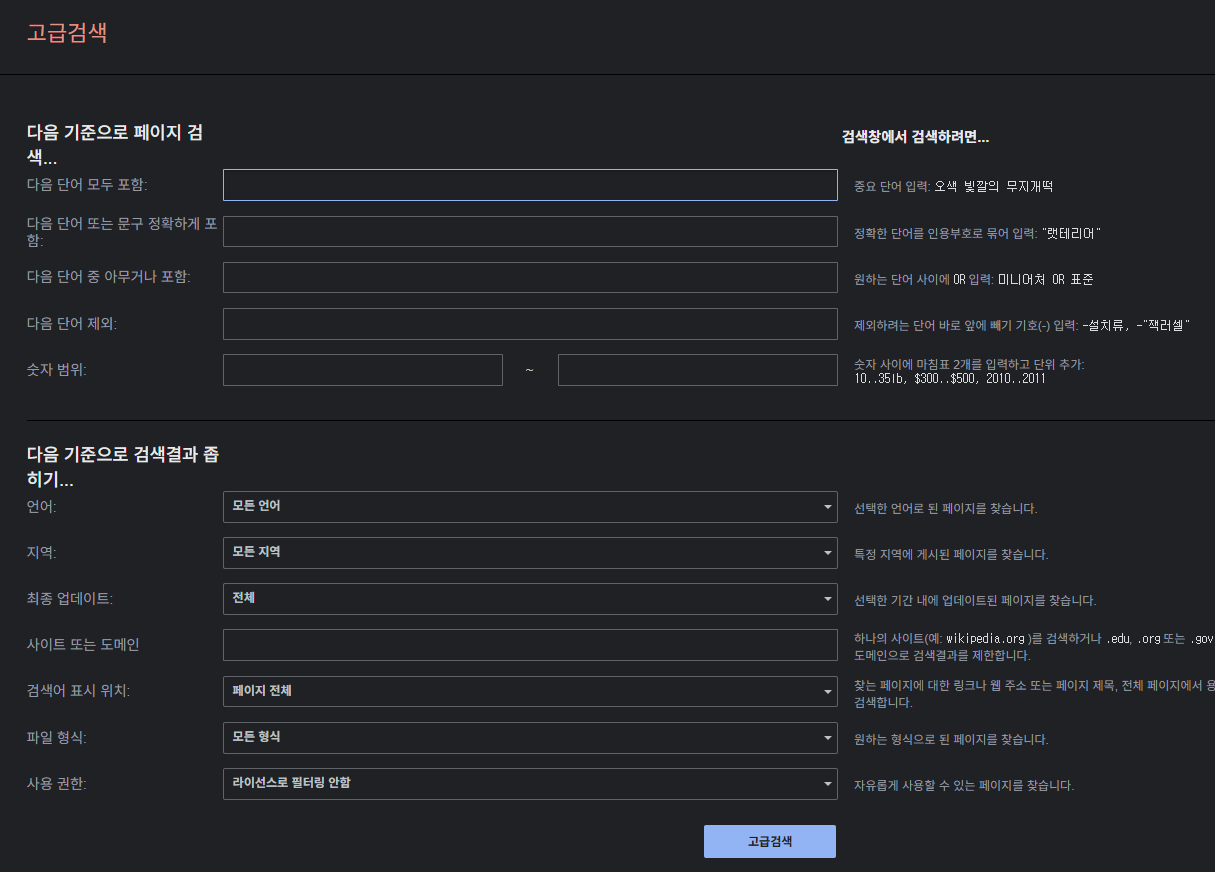 고급검색
다음 기준으로 페이지 검
색...
검색창에서 검색하려면...
다음 단어 모두 포함:
중요 단어 입력: 오색 빛깔의 무지개떡
다음 단어 또는 문구 정확하게 포
함:
정확한 단어를 인용부호로 묶어 입력: "랫테리어"
다음 단어 중 아무거나 포함:
원하는 단어 사이에 OR 입력: 미니어처 OR 표준
다음 단어 제외:
제외하려는 단어 바로 앞에 빼기 기호(-) 입력: -설치류, -"잭러셀"
숫자 범위:
~
숫자 사이에 마침표 2개를 입력하고 단위 추가:
10..35lb, $300..$500, 2010..2011
다음 기준으로 검색결과 좁
히기...
언어:
모든 언어
선택한 언어로 된 페이지를 찾습니다.
지역:
모든 지역
특정 지역에 게시된 페이지를 찾습니다.
최종 업데이트:
전체
선택한 기간 내에 업데이트된 페이지를 찾습니다.
사이트 또는 도메인
하나의 사이트(예: wikipedia.org )를 검색하거나 .edu, .org 또는 .gov
도메인으로 검색결과를 제한합니다.
검색어 표시 위치:
페이지 전체
찾는 페이지에 대한 링크나 웹 주소 또는 페이지 제목, 전체 페이지에서 용
검색합니다.
파일 형식:
모든 형식
원하는 형식으로 된 페이지를 찾습니다.
사용 권한:
라이선스로 필터링 안함
자유롭게 사용할 수 있는 페이지를 찾습니다.
고급검색